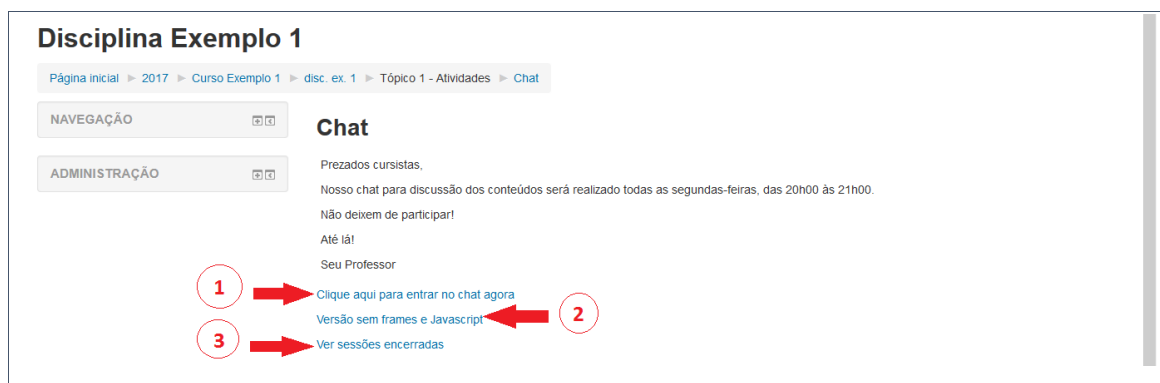 Disciplina Exemplo 1
Página inicial ► 2017 ► Curso Exemplo 1 ► disc. ex. 1 ► Tópico 1 - Atividades ► Chat
NAVEGAÇÃO
ADMINISTRAÇÃO
Chat
Prezados cursistas,
Nosso chat para discussão dos conteúdos será realizado todas as segundas-feiras, das 20h00 às 21h00.
Não deixem de participar!
Até lá!
Seu Professor
1
Clique aqui para entrar no chat agora
Versão sem frames e Javascript
2
3
Ver sessões encerradas